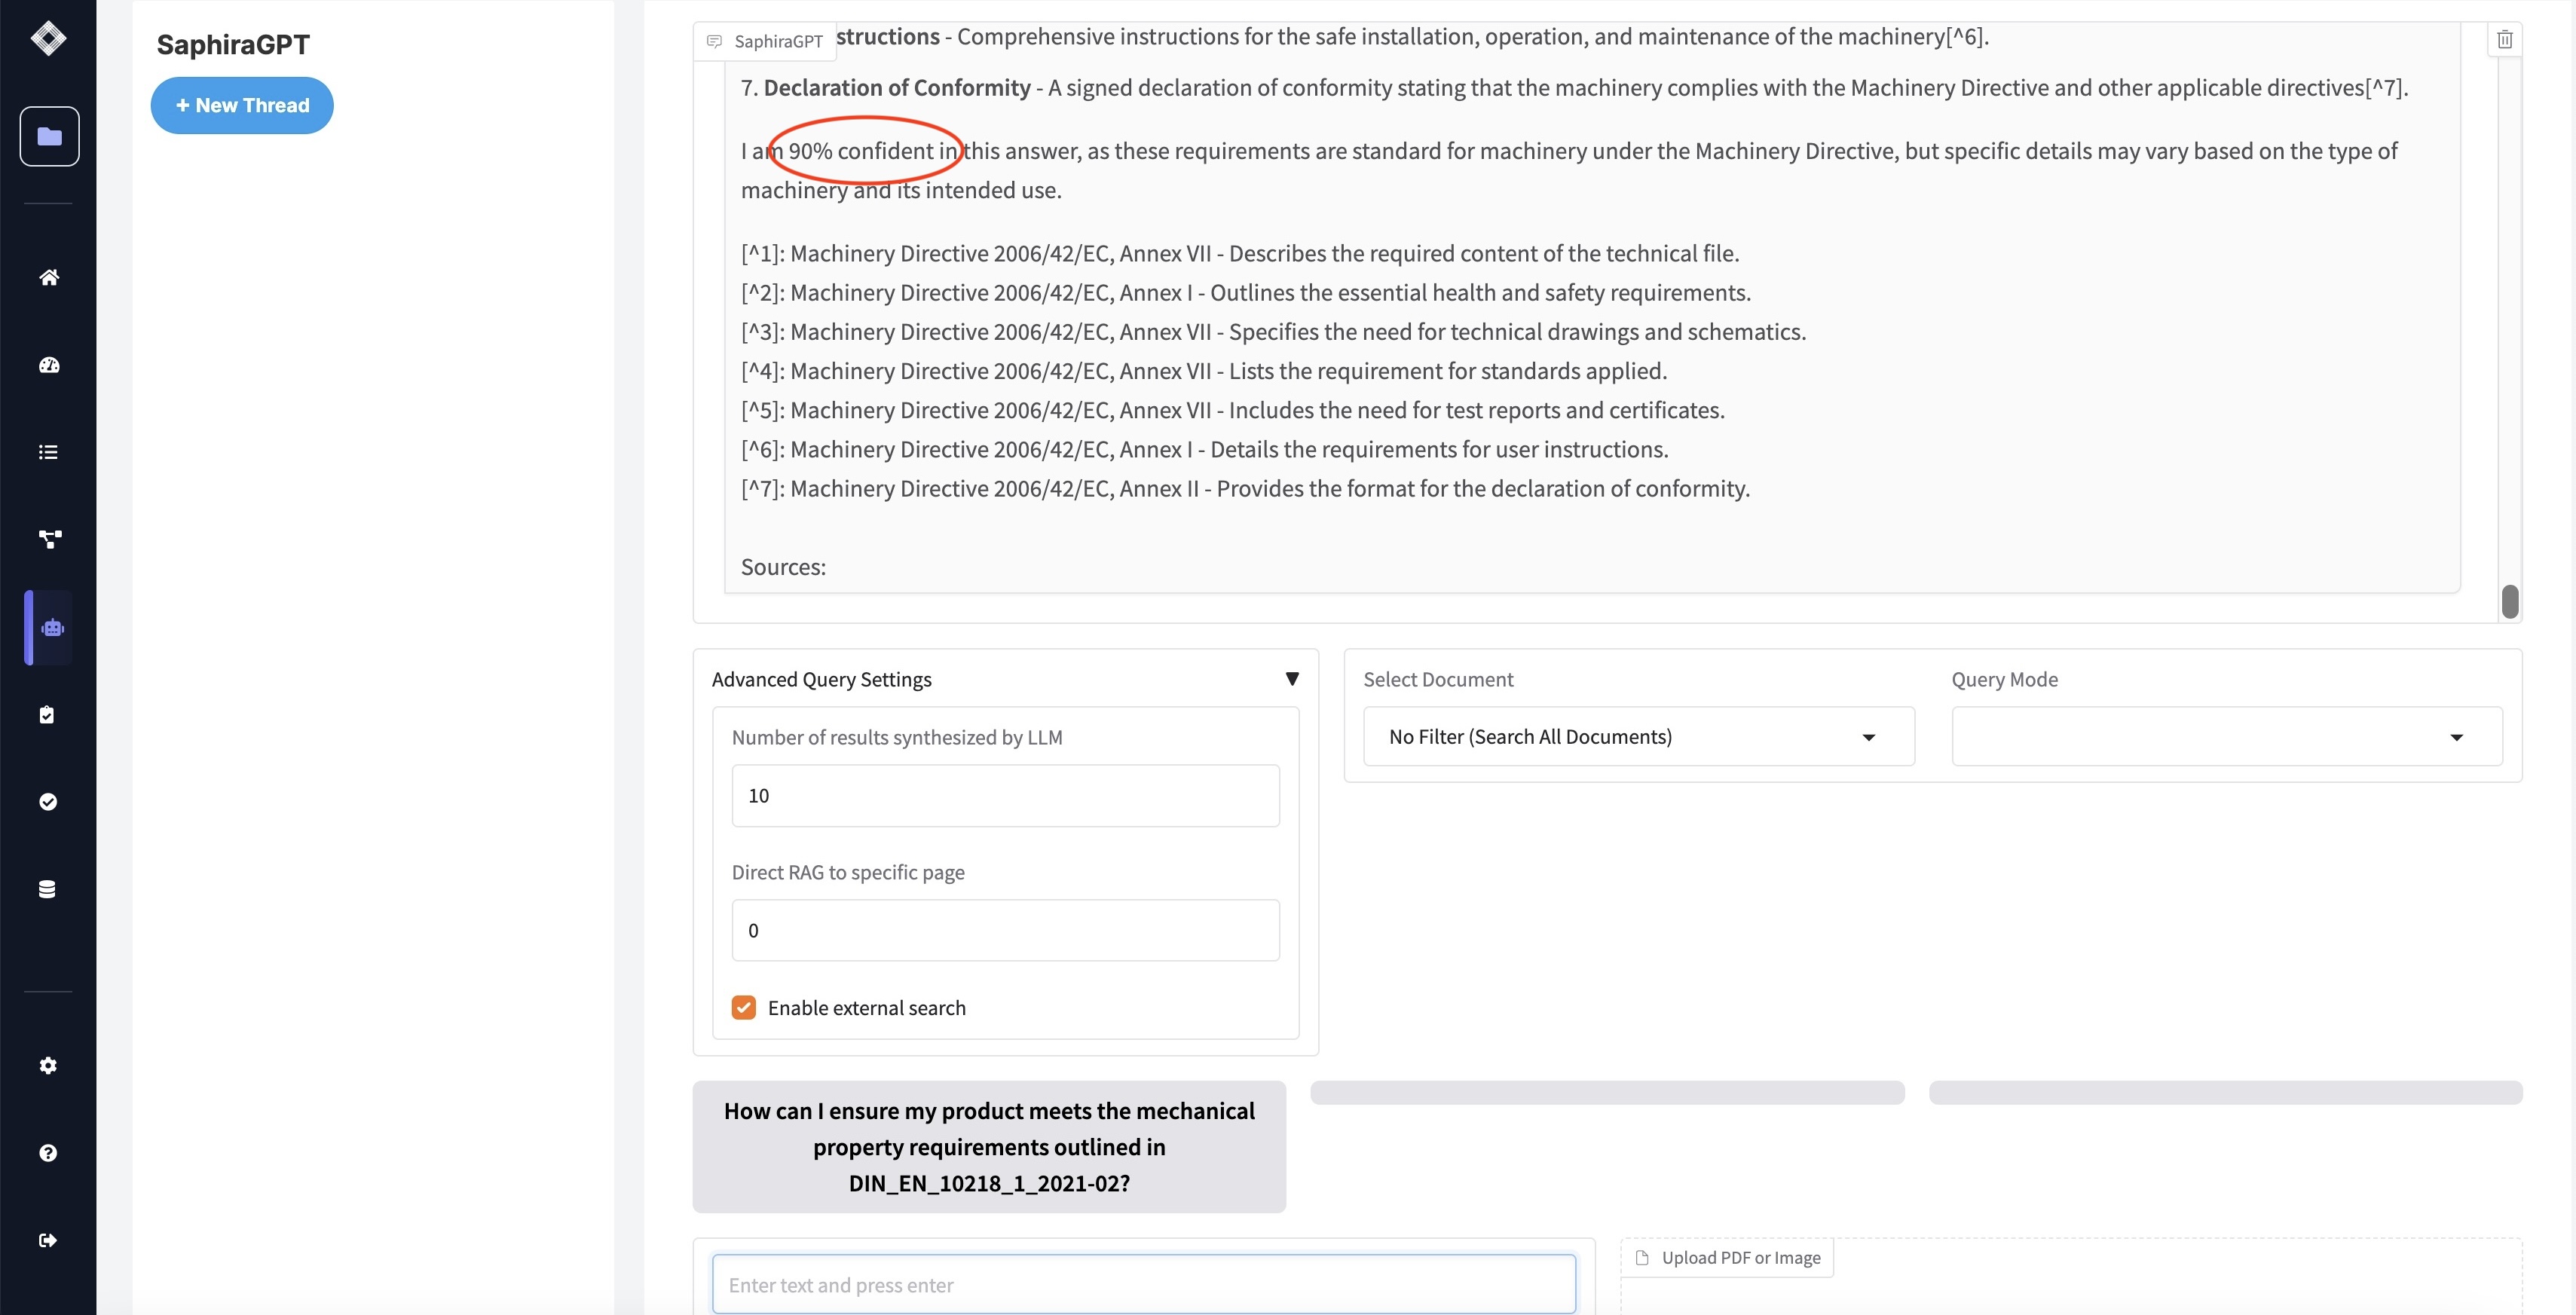 SaphiraGPT
+ New Thread
SaphiraGPT
structions - Comprehensive instructions for the safe installation, operation, and maintenance of the machinery[^6].
7. Declaration of Conformity - A signed declaration of conformity stating that the machinery complies with the Machinery Directive and other applicable directives[^7].
I am 90% confident in this answer, as these requirements are standard for machinery under the Machinery Directive, but specific details may vary based on the type of
machinery and its intended use.
[^1]: Machinery Directive 2006/42/EC, Annex VII - Describes the required content of the technical file.
[^2]: Machinery Directive 2006/42/EC, Annex I - Outlines the essential health and safety requirements.
[^3]: Machinery Directive 2006/42/EC, Annex VII - Specifies the need for technical drawings and schematics.
[^4]: Machinery Directive 2006/42/EC, Annex VII - Lists the requirement for standards applied.
[^5]: Machinery Directive 2006/42/EC, Annex VII - Includes the need for test reports and certificates.
[^6]: Machinery Directive 2006/42/EC, Annex I - Details the requirements for user instructions.
[^7]: Machinery Directive 2006/42/EC, Annex II - Provides the format for the declaration of conformity.
Sources:
Advanced Query Settings
Number of results synthesized by LLM
10
Direct RAG to specific page
0
Enable external search
Select Document
No Filter (Search All Documents)
Query Mode
How can I ensure my product meets the mechanical
property requirements outlined in
DIN_EN_10218_1_2021-02?
Enter text and press enter
Upload PDF or Image